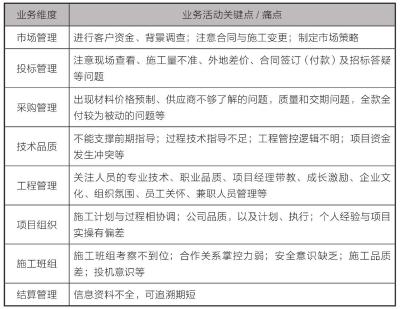 业务维度 业务活动关键点 / 痛点
市场管理 进行客户资金、背景调查；注意合同与施工变更；制定市场策略
投标管理 注意现场查看、施工量不准、外地差价、合同签订（付款）及招标答疑
等问题
采购管理 出现材料价格预制、供应商不够了解的问题，质量和交期问题，全款全
付较为被动的问题等
技术品质 不能支撑前期指导；过程技术指导不足；工程管控逻辑不明；项目资金
发生冲突等
工程管理 关注人员的专业技术、职业品质、项目经理带教、成长激励、企业文
化、组织氛围、员工关怀、兼职人员管理等
项目组织 施工计划与过程相协调；公司品质，以及计划、执行；个人经验与项目
实操有偏差
施工班组 施工班组考察不到位；合作关系掌控力弱；安全意识缺乏；施工品质
差；投机意识等
结算管理 信息资料不全，可追溯期短